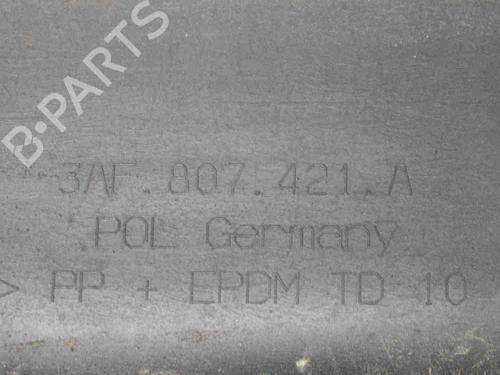 B-PARTS
3AF.807.421.A
POL Germany
> PP + EPDM TD 10